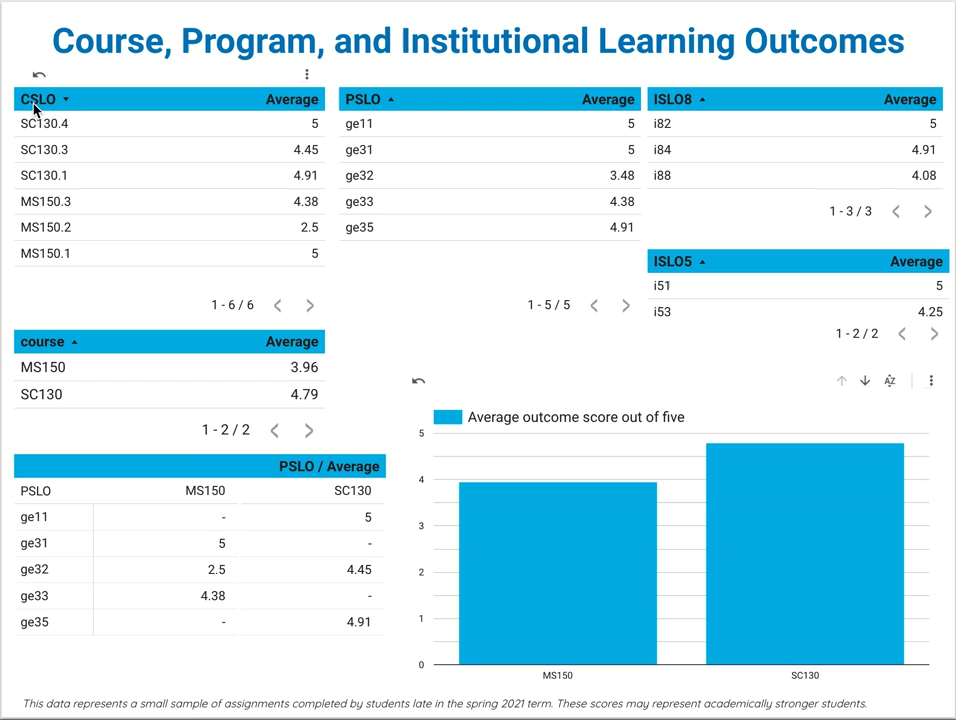 Course, Program, and Institutional Learning Outcomes
CSLO Average
SC130.4 5
SC130.3 4.45
SC130.1 4.91
MS150.3 4.38
MS150.2 2.5
MS150.1 5
1 - 6 / 6
PSLO Average
ge11 5
ge31 5
ge32 3.48
ge33 4.38
ge35 4.91
1 - 5 / 5
ISLO8 Average
i82 5
i84 4.91
i88 4.08
1 - 3 / 3
ISLO5 Average
i51 5
i53 4.25
1 - 2 / 2
course Average
MS150 3.96
SC130 4.79
1 - 2 / 2
PSLO / Average
PSLO MS150 SC130
ge11 - 5
ge31 5 -
ge32 2.5 4.45
ge33 4.38 -
ge35 - 4.91
AZ
Average outcome score out of five
5
4
3
2
1
0
MS150 SC130
This data represents a small sample of assignments completed by students late in the spring 2021 term. These scores may represent academically stronger students.